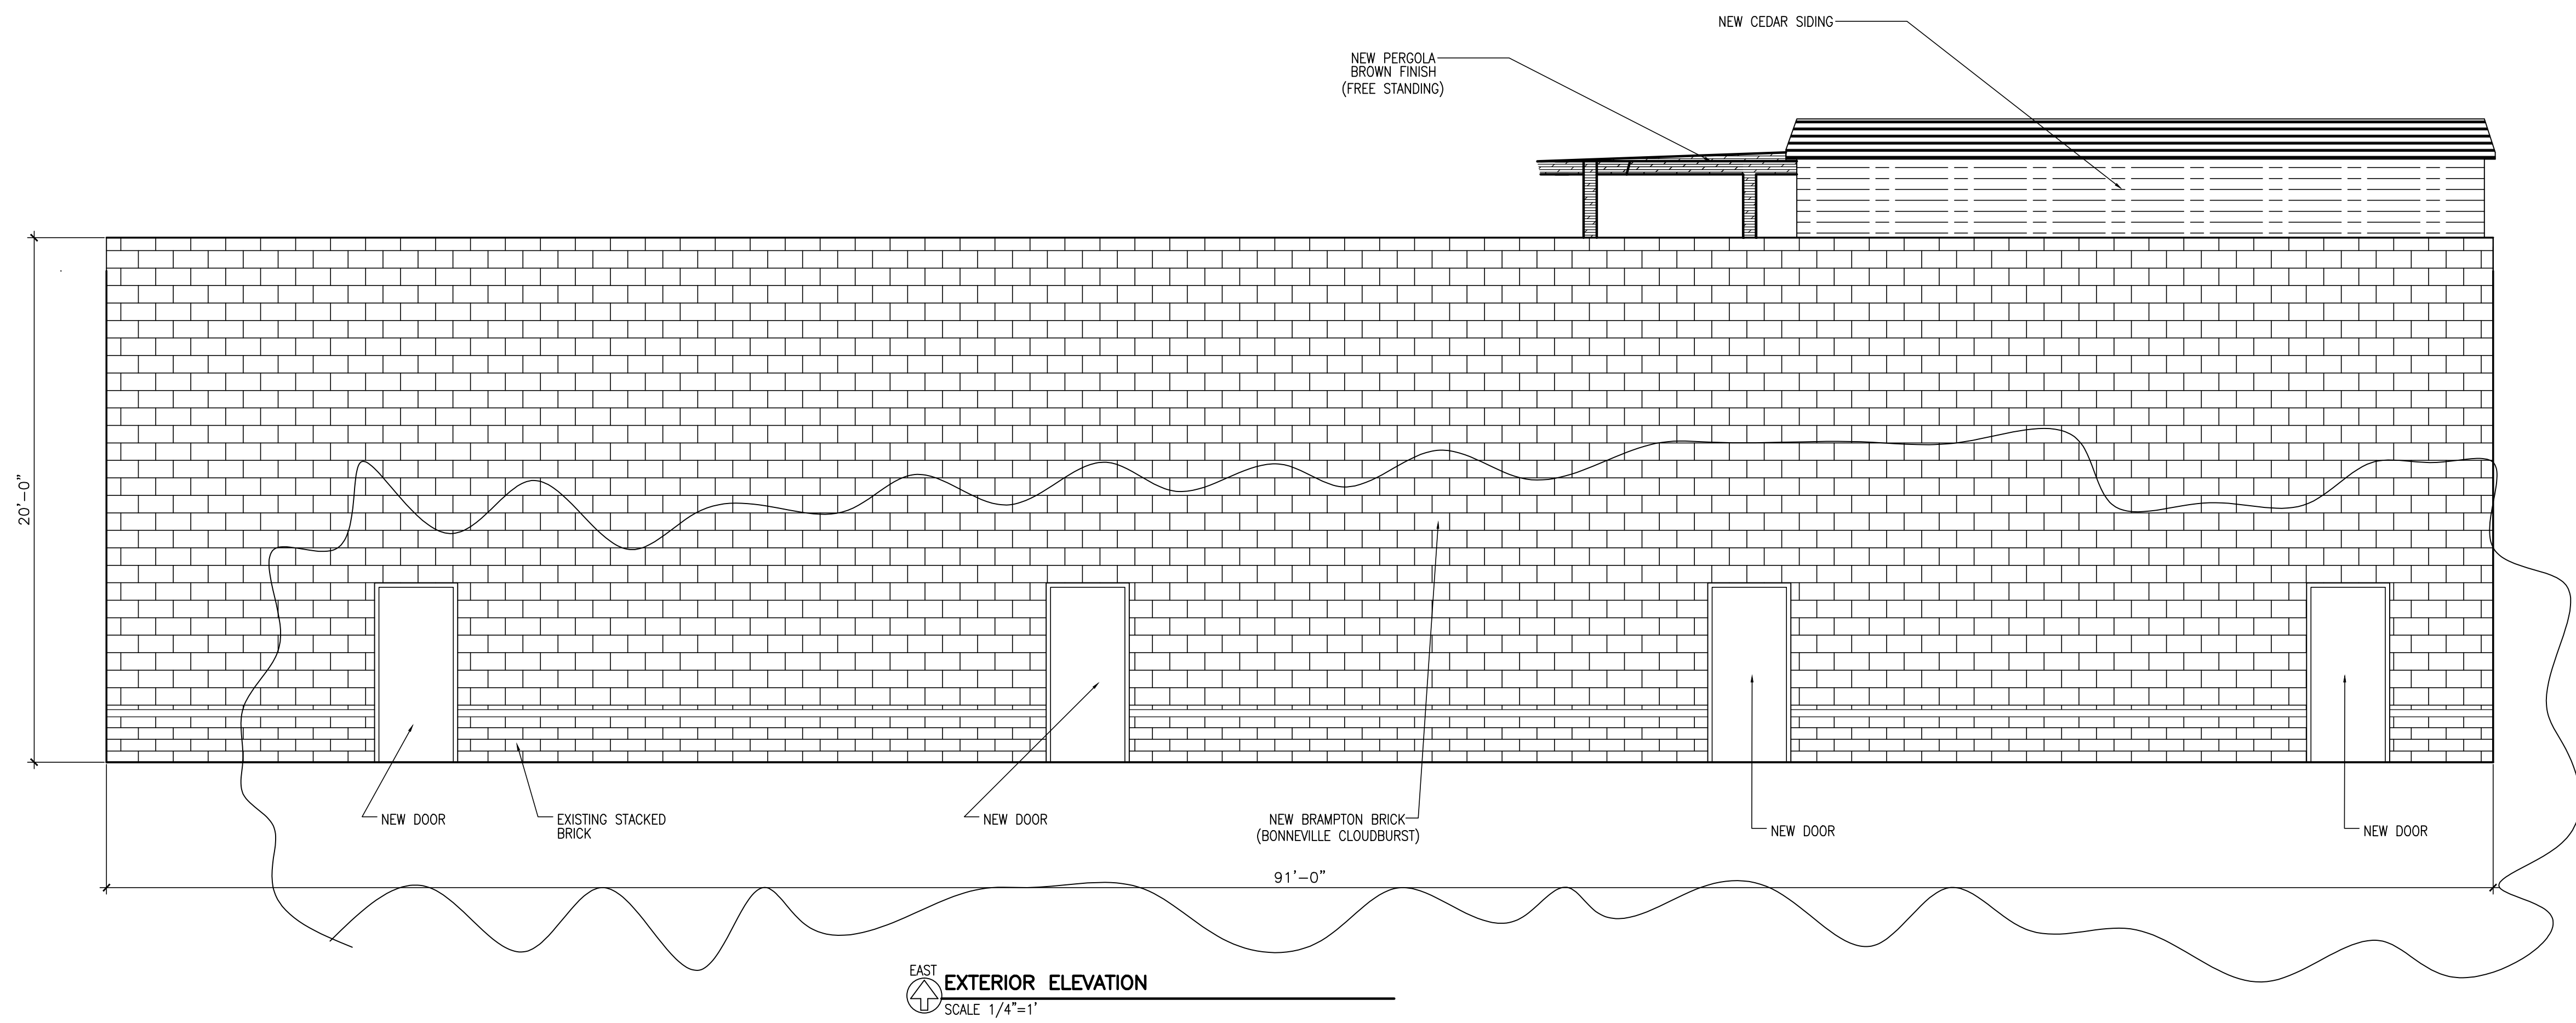 NEW CEDAR SIDING
NEW PERGOLA
BROWN FINISH
(FREE STANDING)
20'-0"
NEW DOOR
EXISTING STACKED
BRICK
NEW DOOR
NEW BRAMPTON BRICK
(BONNEVILLE CLOUDBURST)
NEW DOOR
NEW DOOR
91'-0"
EAST
EXTERIOR ELEVATION
SCALE 1/4"=1'